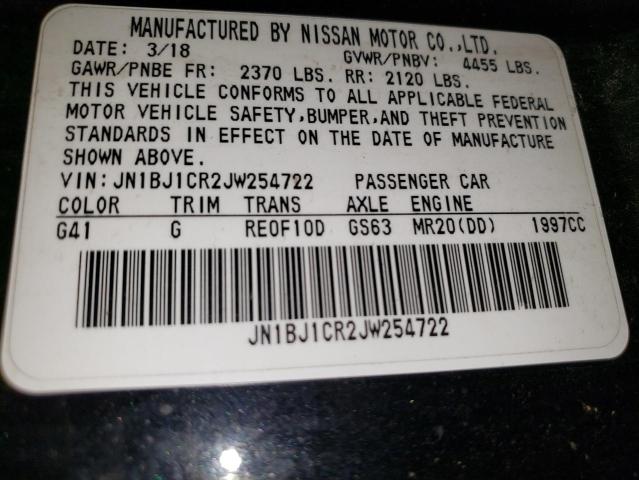 MANUFACTURED BY NISSAN MOTOR CO.,LTD.
DATE: 3/18 GVWR/PNBV: 4455 LBS.
GAWR/PNBE FR: 2370 LBS. RR: 2120 LBS.
THIS VEHICLE CONFORMS TO ALL APPLICABLE FEDERAL
MOTOR VEHICLE SAFETY,BUMPER,AND THEFT PREVENTION
STANDARDS IN EFFECT ON THE DATE OF MANUFACTURE
SHOWN ABOVE.
VIN: JN1BJ1CR2JW254722 PASSENGER CAR
COLOR TRIM TRANS AXLE ENGINE
G41 G RE0F10D GS63 MR20(DD) 1997CC
JN1BJ1CR2JW254722